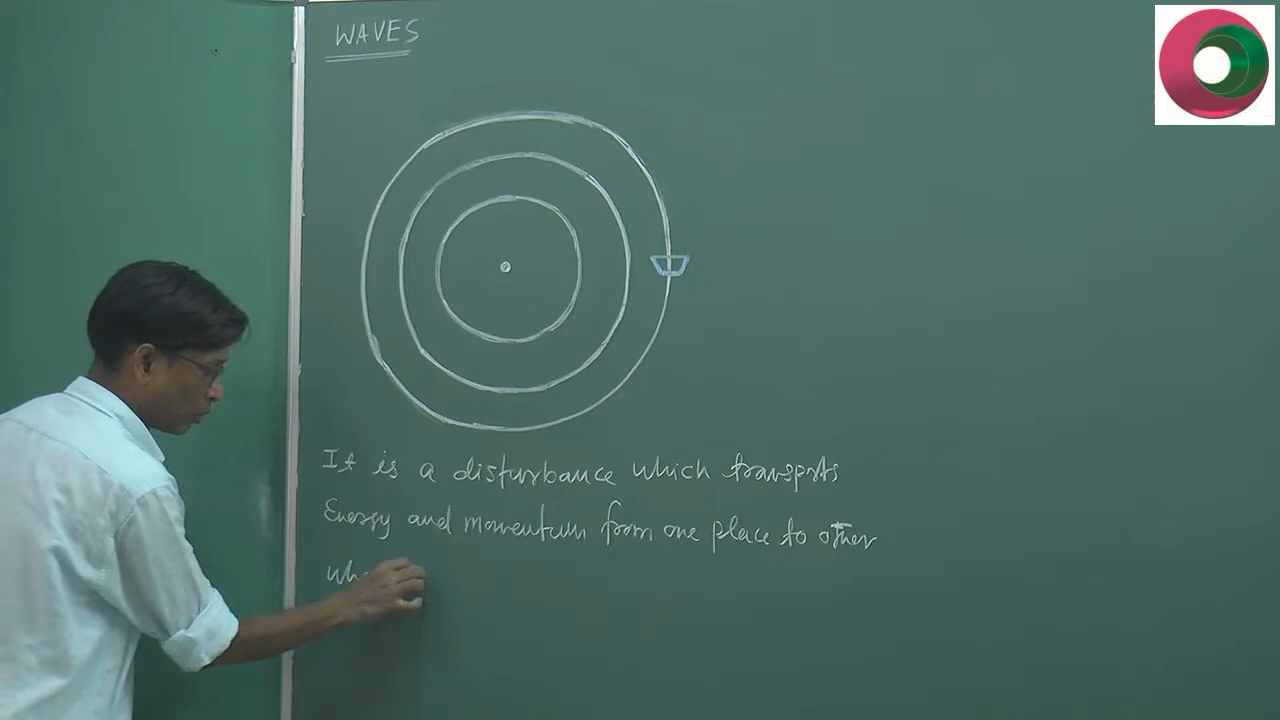 WAVES
It is a disturbance which transports
Energy and momentum from one place to other